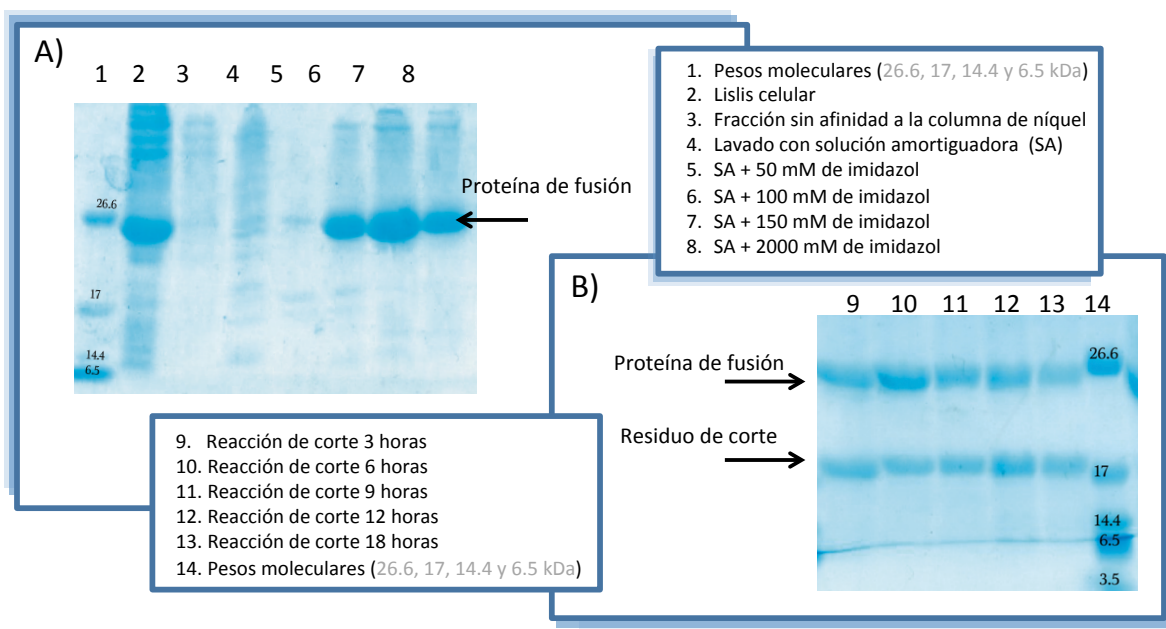 A)
1 2 3 4 5 6 7 8
26.6
17
14.4
6.5
Proteína de fusión
1. Pesos moleculares (26.6, 17, 14.4 y 6.5 kDa)
2. Lislis celular
3. Fracción sin afinidad a la columna de níquel
4. Lavado con solución amortiguadora (SA)
5. SA + 50 mM de imidazol
6. SA + 100 mM de imidazol
7. SA + 150 mM de imidazol
8. SA + 2000 mM de imidazol
B)
9 10 11 12 13 14
Proteína de fusión
Residuo de corte
26.6
17
14.4
6.5
3.5
9. Reacción de corte 3 horas
10. Reacción de corte 6 horas
11. Reacción de corte 9 horas
12. Reacción de corte 12 horas
13. Reacción de corte 18 horas
14. Pesos moleculares (26.6, 17, 14.4 y 6.5 kDa)